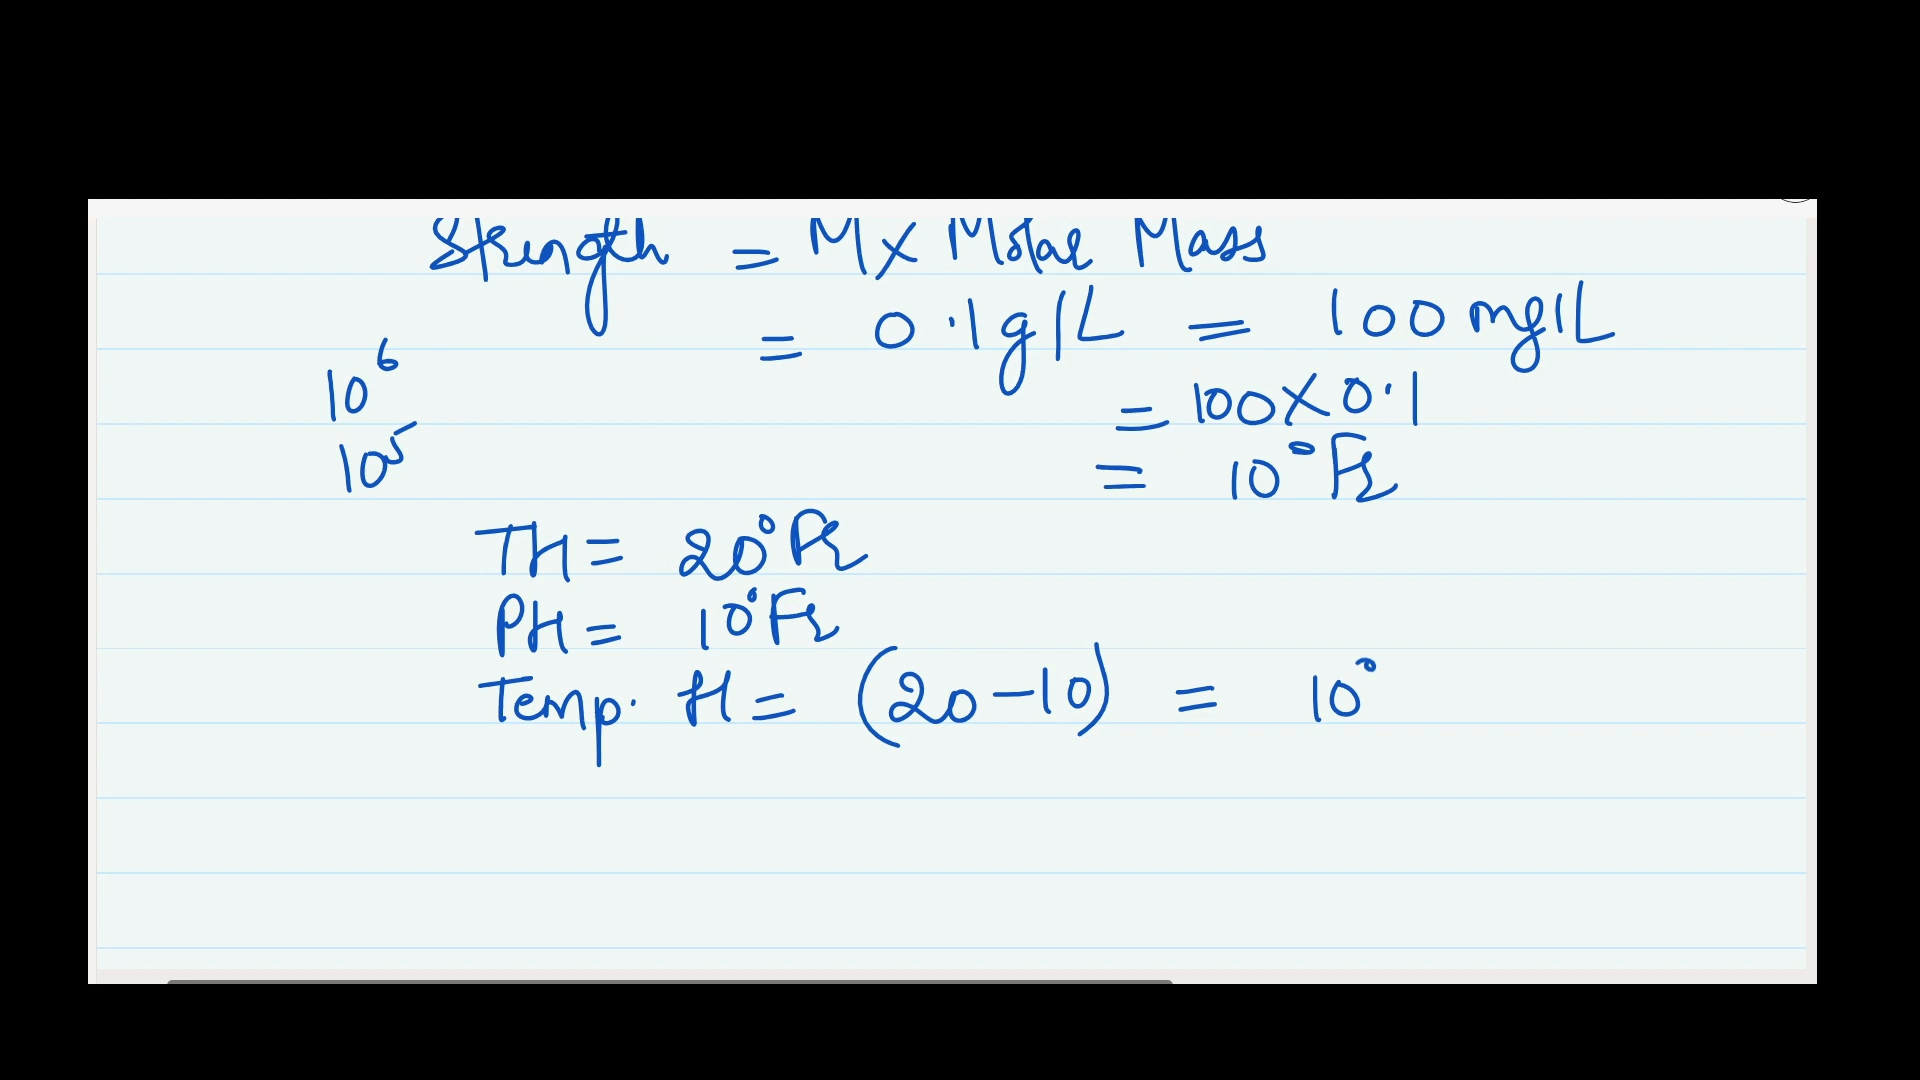 Strength = M X Molar Mass
= 0.1g/L = 100 mg/L
10⁶
= 100 X 0.1
10⁵
= 10° Fr
TH = 20° Fr
PH = 10° Fr
Temp. H = (20 - 10) = 10°